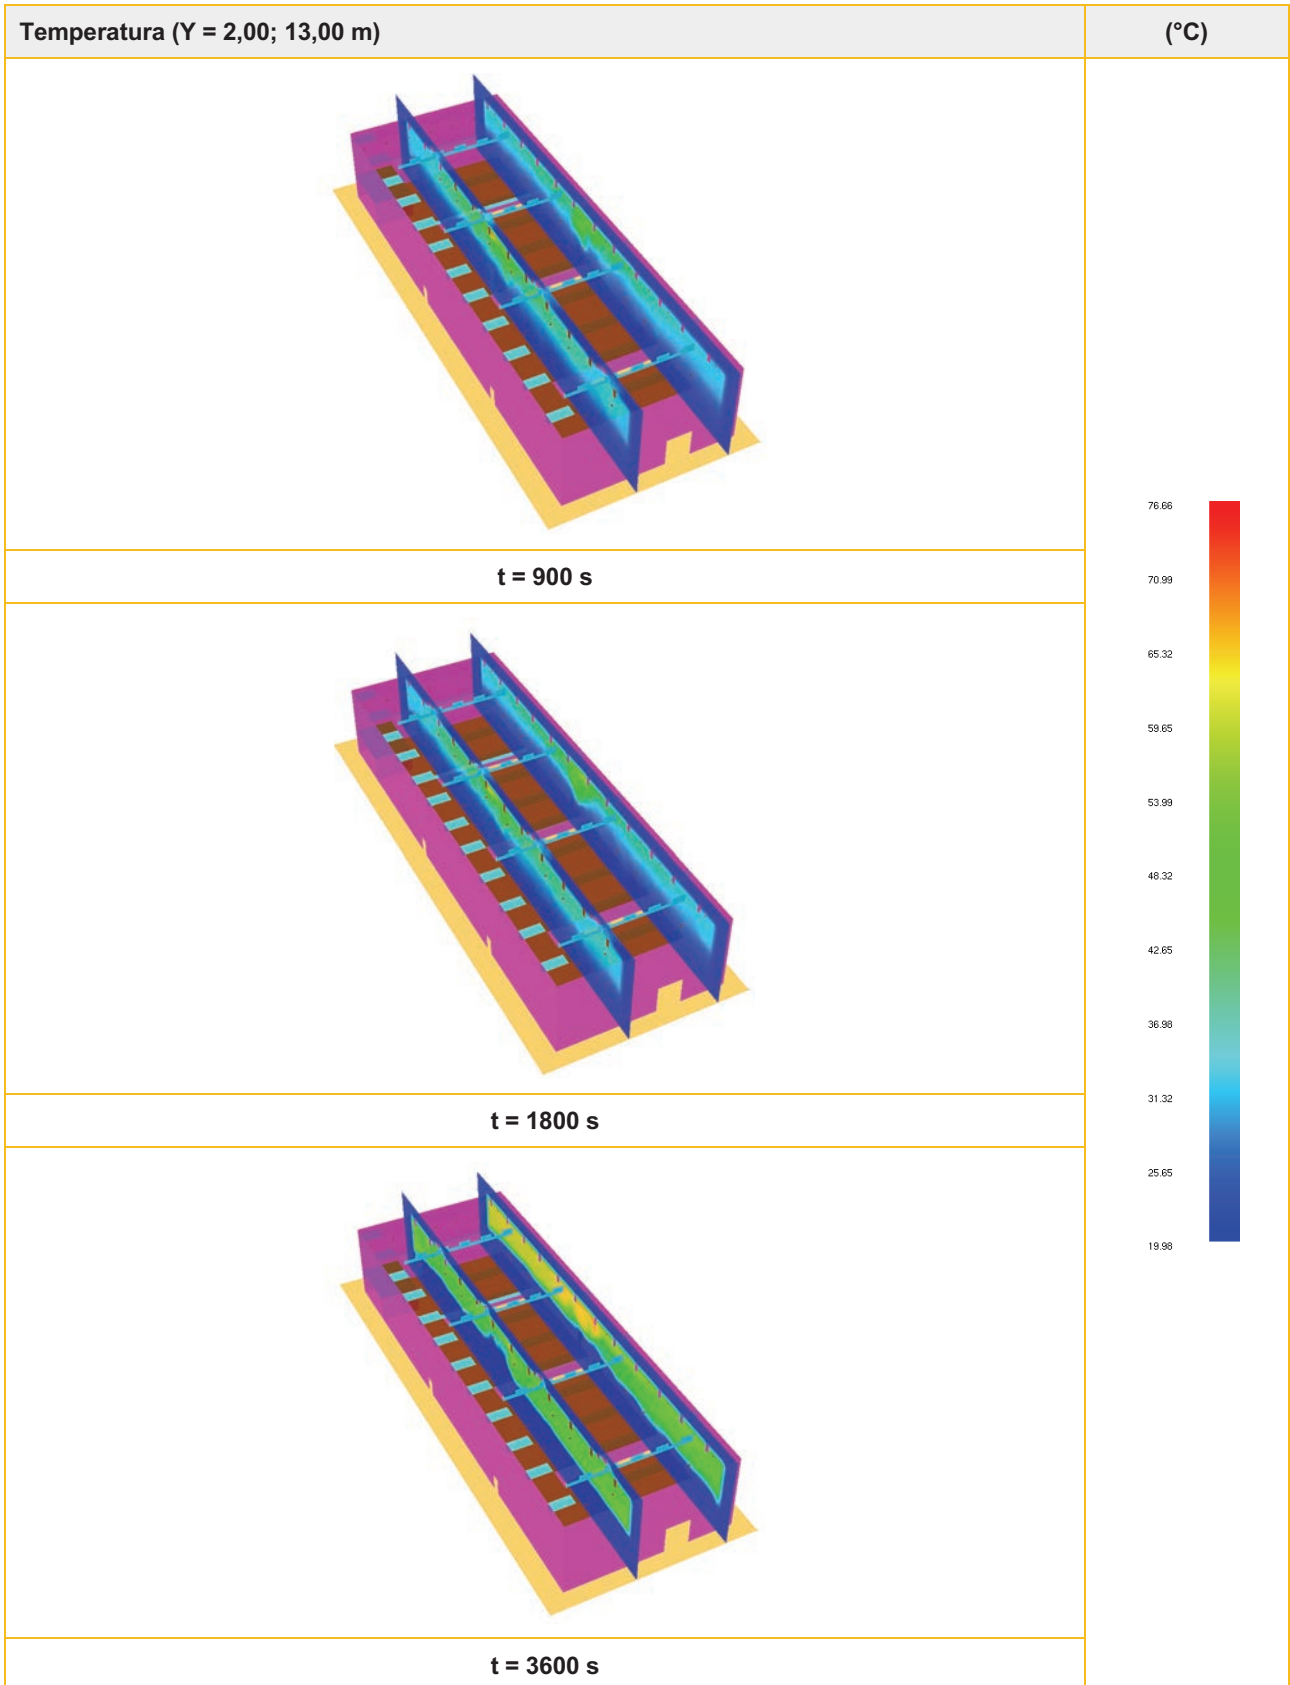 Temperatura (Y = 2,00; 13,00 m)
(°C)
t = 900 s
t = 1800 s
t = 3600 s
76.66
70.99
65.32
59.65
53.99
48.32
42.65
36.98
31.32
25.65
19.98